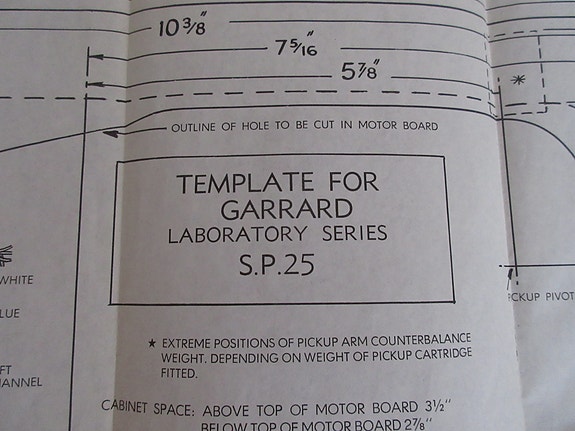 10 3/8"
7 5/16"
5 7/8"
*
OUTLINE OF HOLE TO BE CUT IN MOTOR BOARD
TEMPLATE FOR
GARRARD
LABORATORY SERIES
S.P.25
WHITE
PICKUP PIVOT
LUE
★ EXTREME POSITIONS OF PICKUP ARM COUNTERBALANCE
WEIGHT. DEPENDING ON WEIGHT OF PICKUP CARTRIDGE
FITTED.
FT
ANNEL
CABINET SPACE: ABOVE TOP OF MOTOR BOARD 3½"
BELOW TOP OF MOTOR BOARD 2⅞"